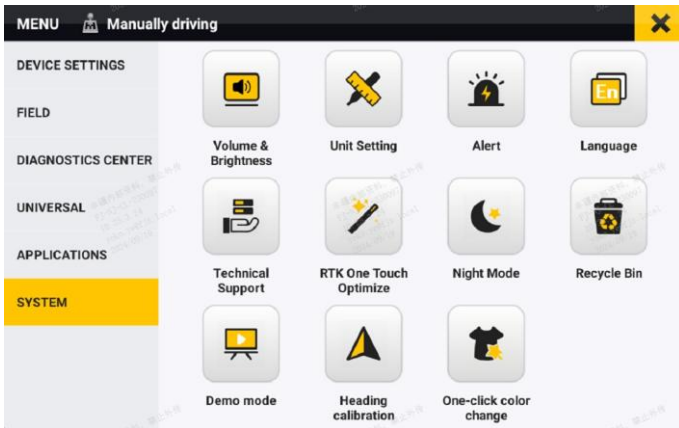 MENU
Manually driving
DEVICE SETTINGS
FIELD
DIAGNOSTICS CENTER
UNIVERSAL
APPLICATIONS
SYSTEM
En
Volume &
Brightness
Unit Setting
Alert
Language
Technical
Support
RTK One Touch
Optimize
Night Mode
Recycle Bin
Demo mode
Heading
calibration
One-click color
change